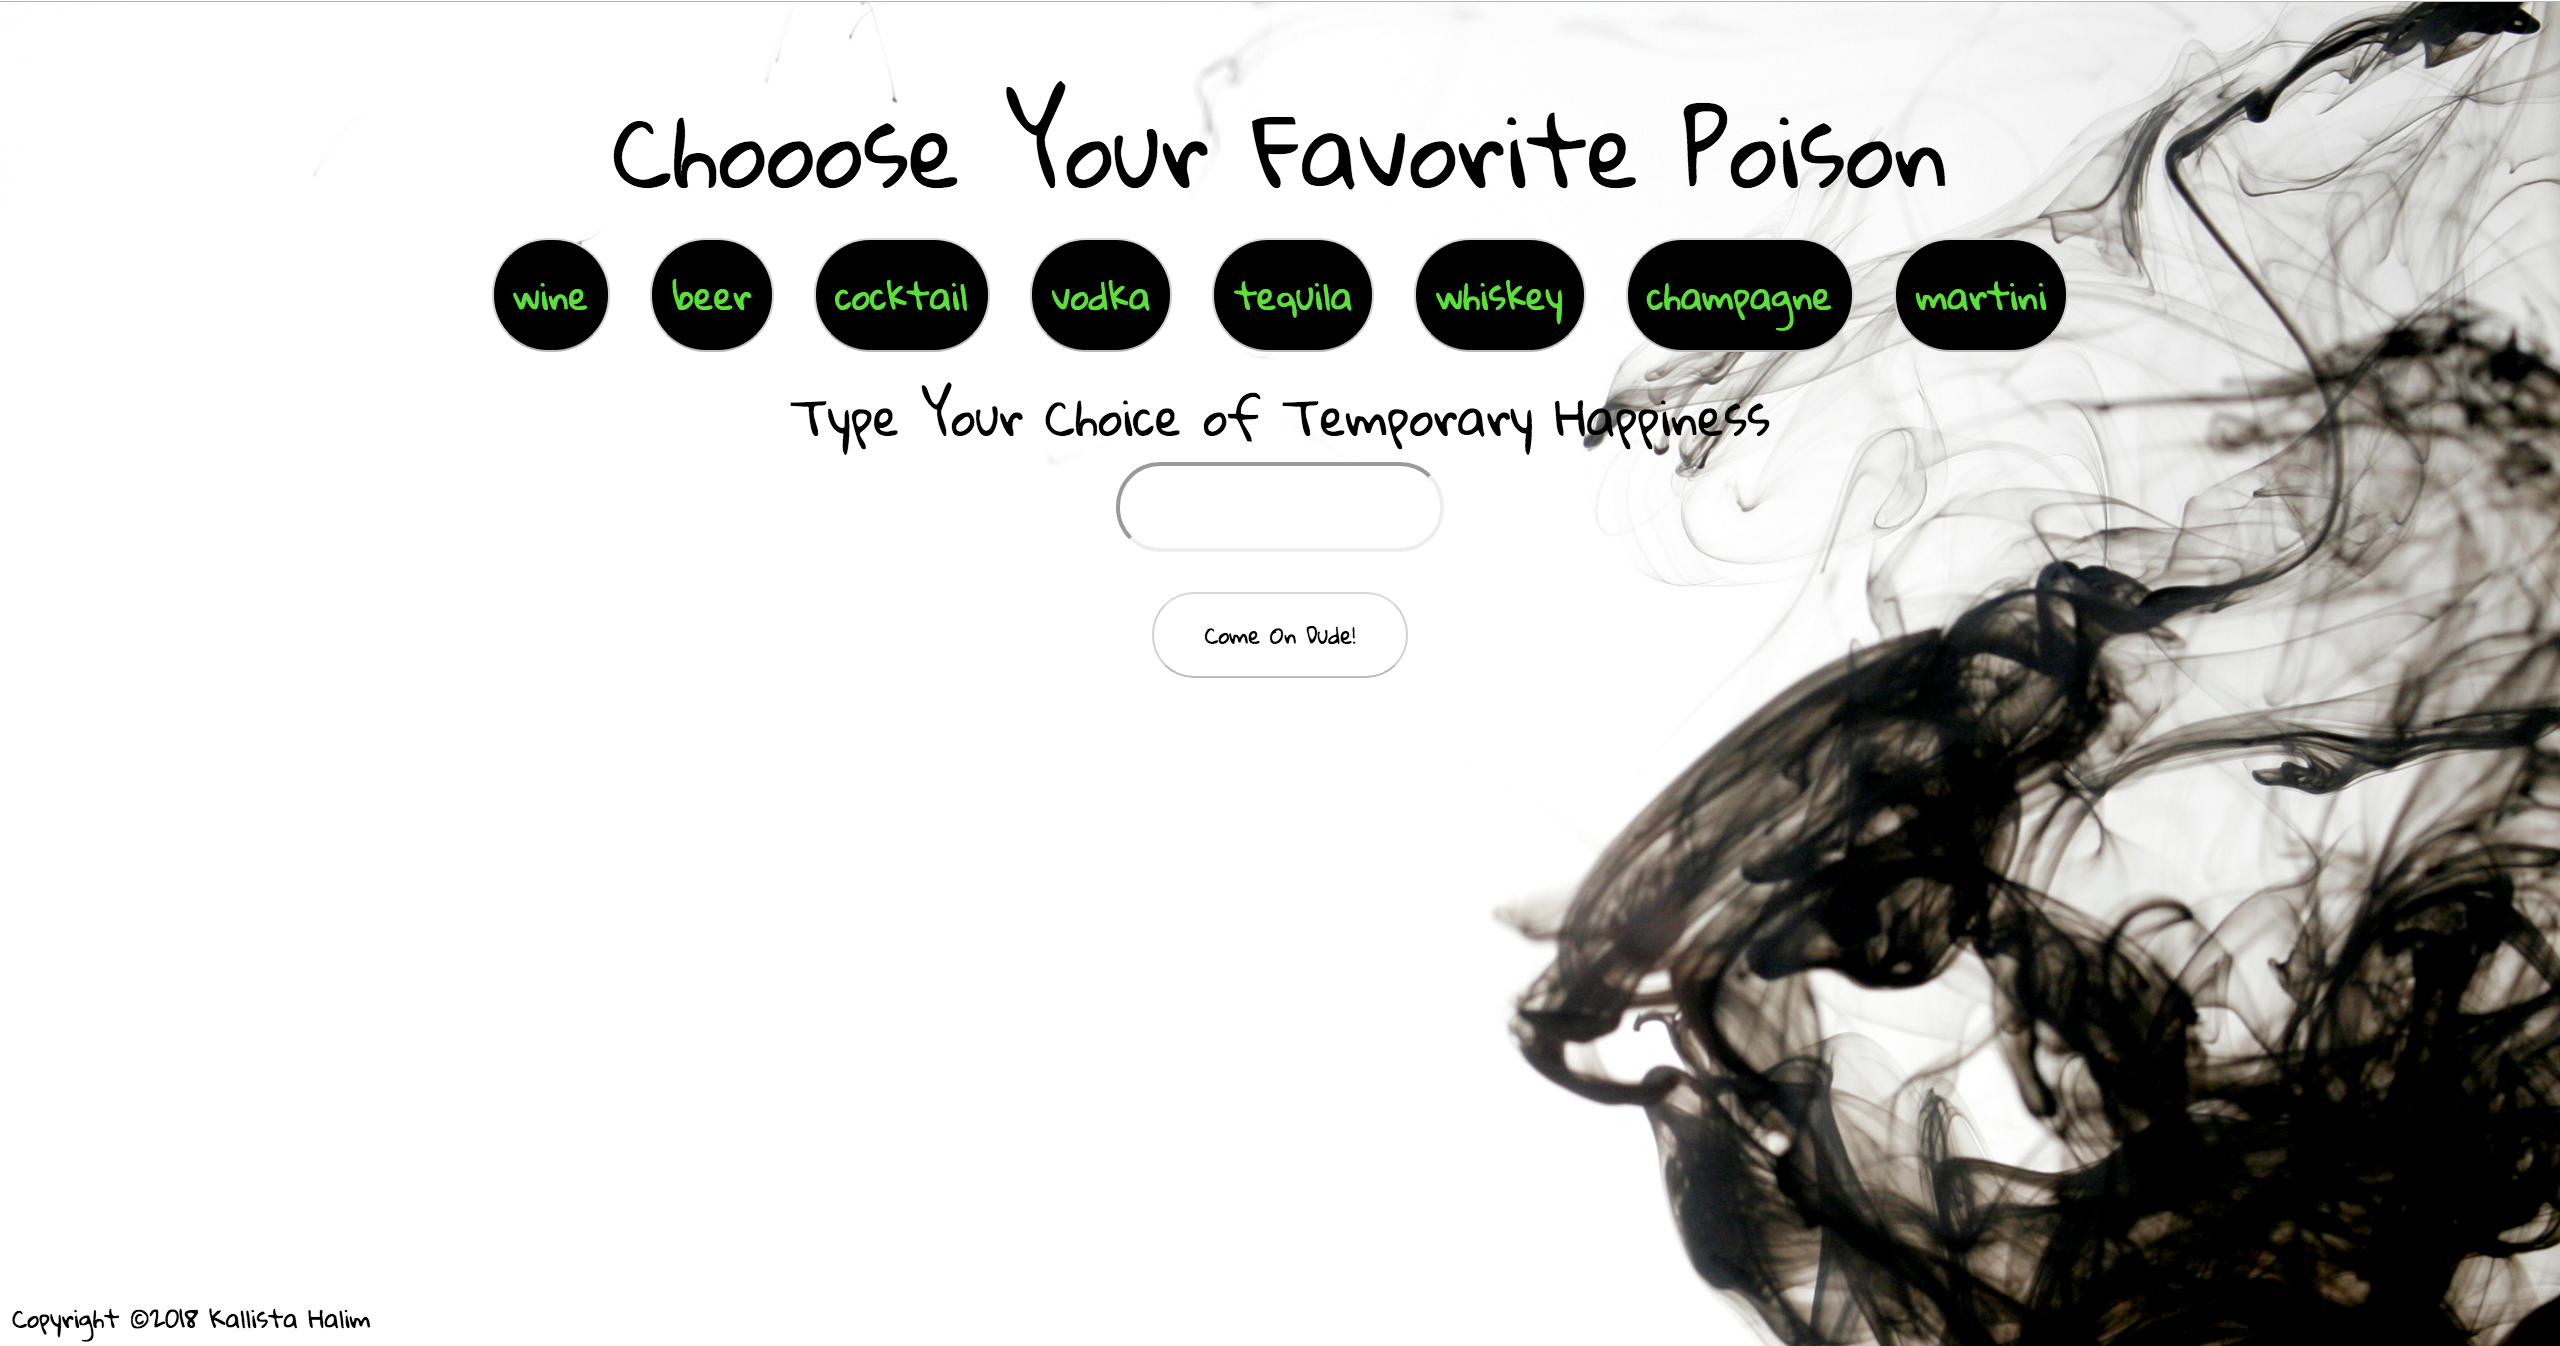 Chooose Your Favorite Poison
wine beer cocktail vodka tequila whiskey champagne martini
Type Your Choice of Temporary Happiness
Come On Dude!
Copyright ©2018 Kallista Halim